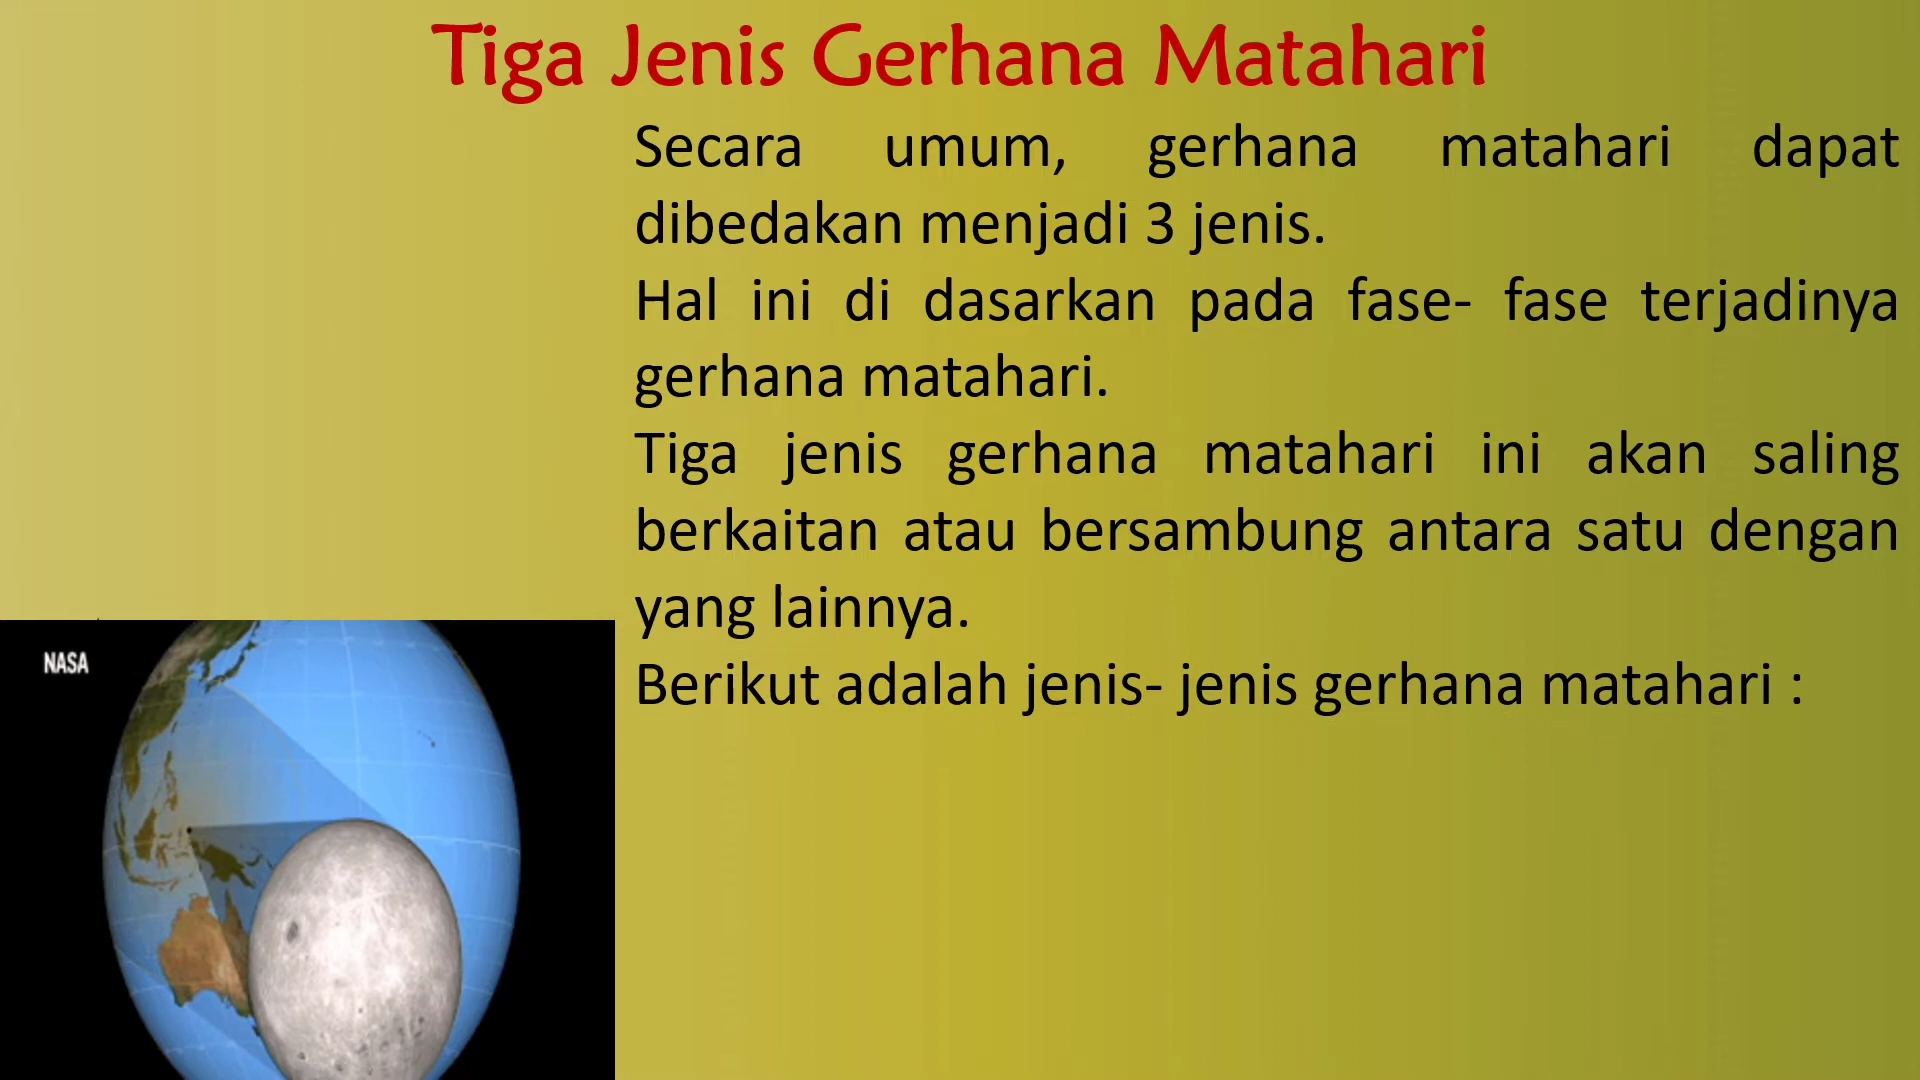 Tiga Jenis Gerhana Matahari
Secara umum, gerhana matahari dapat
dibedakan menjadi 3 jenis.
Hal ini di dasarkan pada fase- fase terjadinya
gerhana matahari.
Tiga jenis gerhana matahari ini akan saling
berkaitan atau bersambung antara satu dengan
yang lainnya.
NASA
Berikut adalah jenis- jenis gerhana matahari :